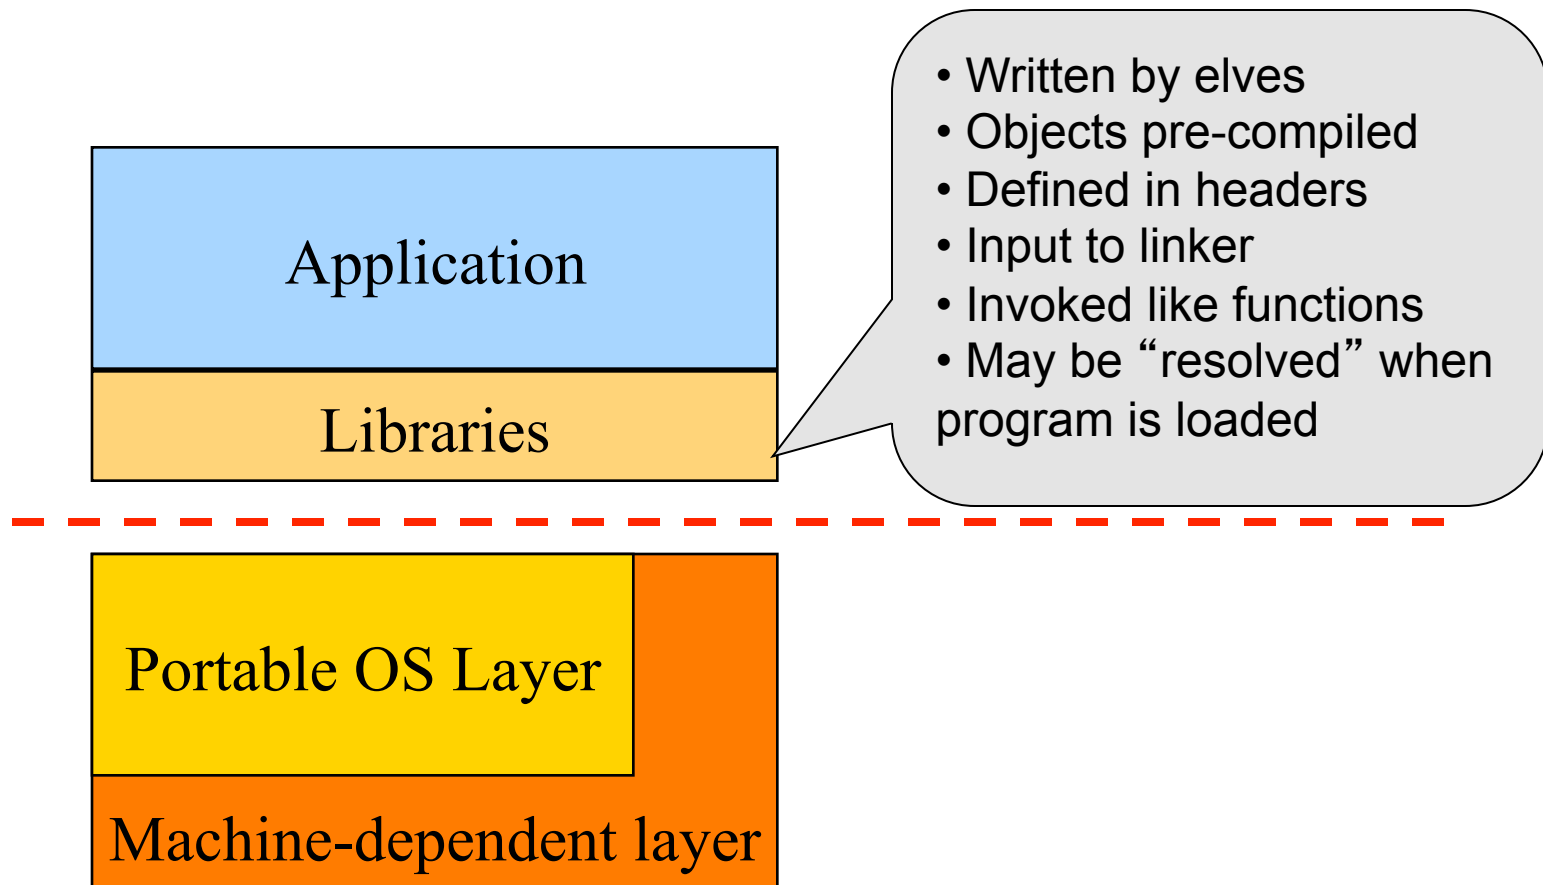 • Written by elves
• Objects pre-compiled
• Defined in headers
• Input to linker
• Invoked like functions
• May be “resolved” when
program is loaded
Application
Libraries
Portable OS Layer
Machine-dependent layer